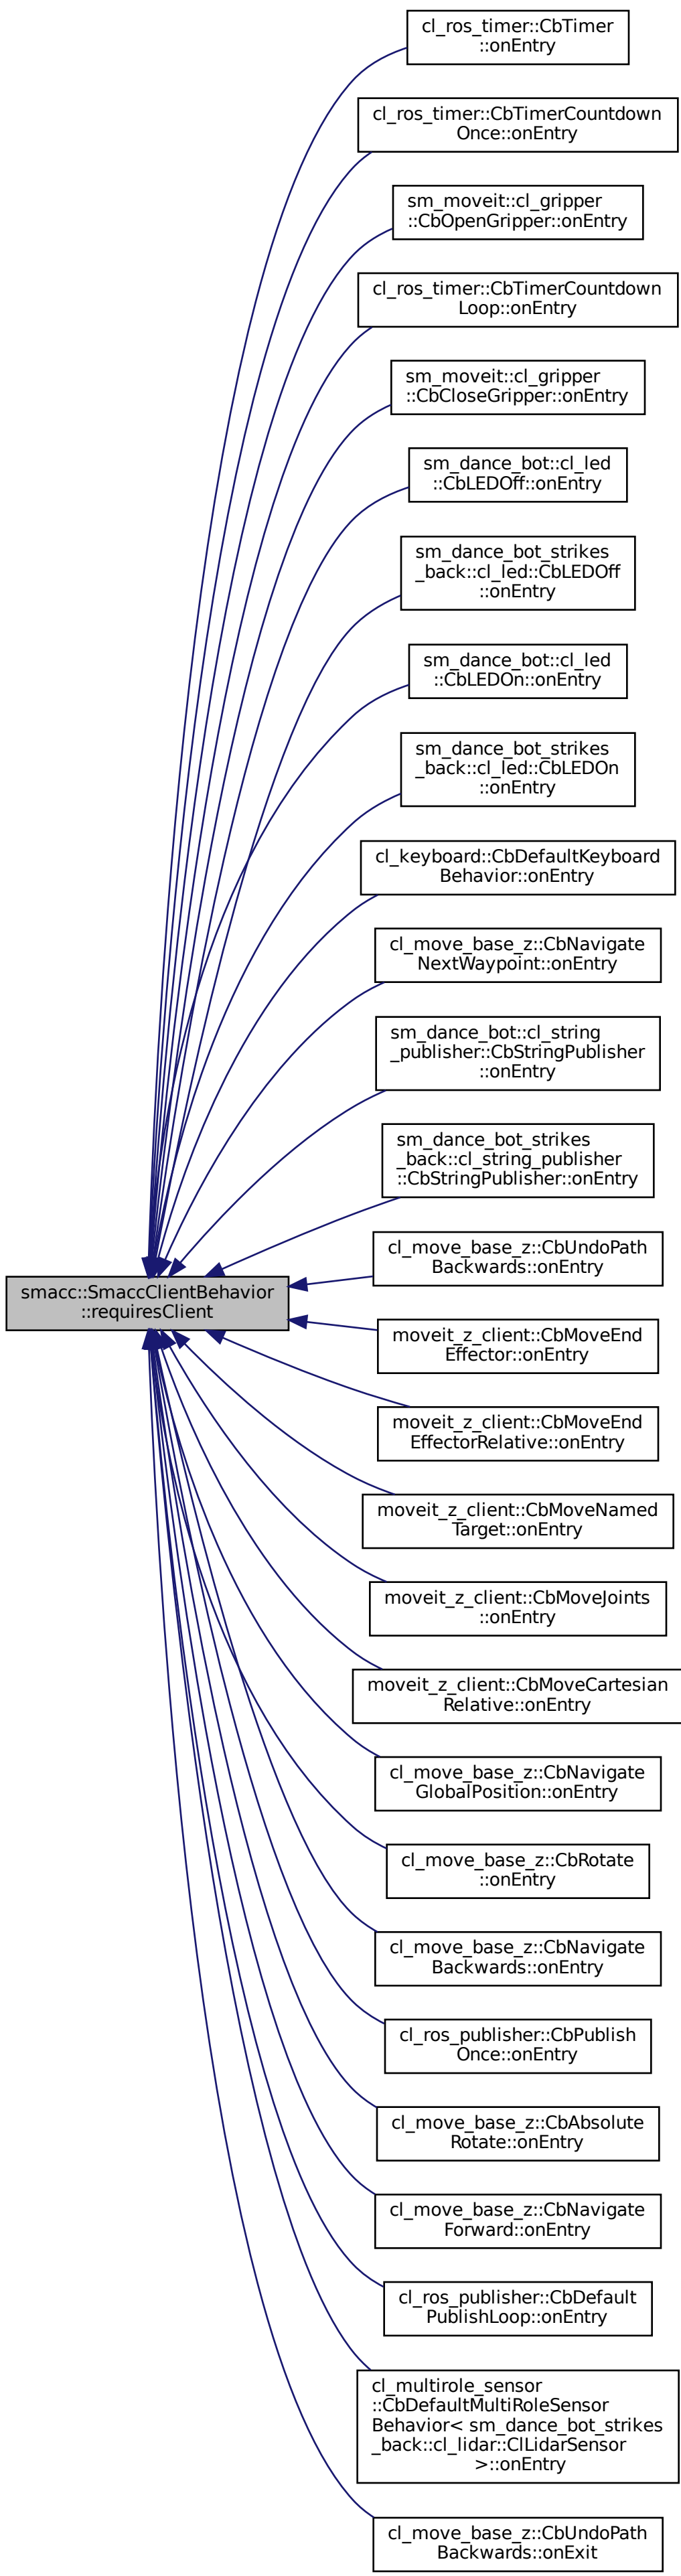 cl_ros_timer::CbTimer
::onEntry
cl_ros_timer::CbTimerCountdown
Once::onEntry
sm_moveit::cl_gripper
::CbOpenGripper::onEntry
cl_ros_timer::CbTimerCountdown
Loop::onEntry
sm_moveit::cl_gripper
::CbCloseGripper::onEntry
sm_dance_bot::cl_led
::CbLEDOff::onEntry
sm_dance_bot_strikes
_back::cl_led::CbLEDOff
::onEntry
sm_dance_bot::cl_led
::CbLEDOn::onEntry
sm_dance_bot_strikes
_back::cl_led::CbLEDOn
::onEntry
cl_keyboard::CbDefaultKeyboard
Behavior::onEntry
cl_move_base_z::CbNavigate
NextWaypoint::onEntry
sm_dance_bot::cl_string
_publisher::CbStringPublisher
::onEntry
sm_dance_bot_strikes
_back::cl_string_publisher
::CbStringPublisher::onEntry
cl_move_base_z::CbUndoPath
Backwards::onEntry
smacc::SmaccClientBehavior
::requiresClient
moveit_z_client::CbMoveEnd
Effector::onEntry
moveit_z_client::CbMoveEnd
EffectorRelative::onEntry
moveit_z_client::CbMoveNamed
Target::onEntry
moveit_z_client::CbMoveJoints
::onEntry
moveit_z_client::CbMoveCartesian
Relative::onEntry
cl_move_base_z::CbNavigate
GlobalPosition::onEntry
cl_move_base_z::CbRotate
::onEntry
cl_move_base_z::CbNavigate
Backwards::onEntry
cl_ros_publisher::CbPublish
Once::onEntry
cl_move_base_z::CbAbsolute
Rotate::onEntry
cl_move_base_z::CbNavigate
Forward::onEntry
cl_ros_publisher::CbDefault
PublishLoop::onEntry
cl_multirole_sensor
::CbDefaultMultiRoleSensor
Behavior< sm_dance_bot_strikes
_back::cl_lidar::ClLidarSensor
>::onEntry
cl_move_base_z::CbUndoPath
Backwards::onExit